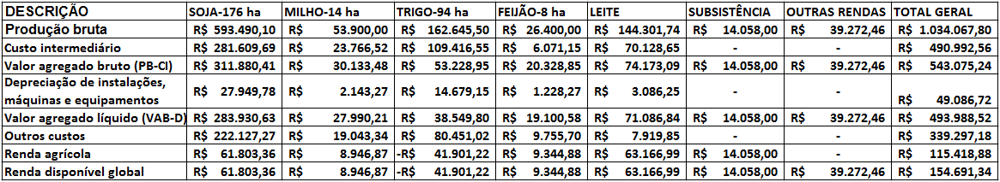 DESCRIÇÃO SOJA-176 ha MILHO-14 ha TRIGO-94 ha FEIJÃO-8 ha LEITE SUBSISTÊNCIA OUTRAS RENDAS TOTAL GERAL
Produção bruta R$ 593.490,10 R$ 53.900,00 R$ 162.645,50 R$ 26.400,00 R$ 144.301,74 R$ 14.058,00 R$ 39.272,46 R$ 1.034.067,80
Custo intermediário R$ 281.609,69 R$ 23.766,52 R$ 109.416,55 R$ 6.071,15 R$ 70.128,65 - - R$ 490.992,56
Valor agregado bruto (PB-CI) R$ 311.880,41 R$ 30.133,48 R$ 53.228,95 R$ 20.328,85 R$ 74.173,09 R$ 14.058,00 R$ 39.272,46 R$ 543.075,24
Depreciação de instalações,
máquinas e equipamentos R$ 27.949,78 R$ 2.143,27 R$ 14.679,15 R$ 1.228,27 R$ 3.086,25 - - R$ 49.086,72
Valor agregado líquido (VAB-D) R$ 283.930,63 R$ 27.990,21 R$ 38.549,80 R$ 19.100,58 R$ 71.086,84 R$ 14.058,00 R$ 39.272,46 R$ 493.988,52
Outros custos R$ 222.127,27 R$ 19.043,34 R$ 80.451,02 R$ 9.755,70 R$ 7.919,85 - - R$ 339.297,18
Renda agrícola R$ 61.803,36 R$ 8.946,87 -R$ 41.901,22 R$ 9.344,88 R$ 63.166,99 R$ 14.058,00 - R$ 115.418,88
Renda disponível global R$ 61.803,36 R$ 8.946,87 -R$ 41.901,22 R$ 9.344,88 R$ 63.166,99 R$ 14.058,00 R$ 39.272,46 R$ 154.691,34